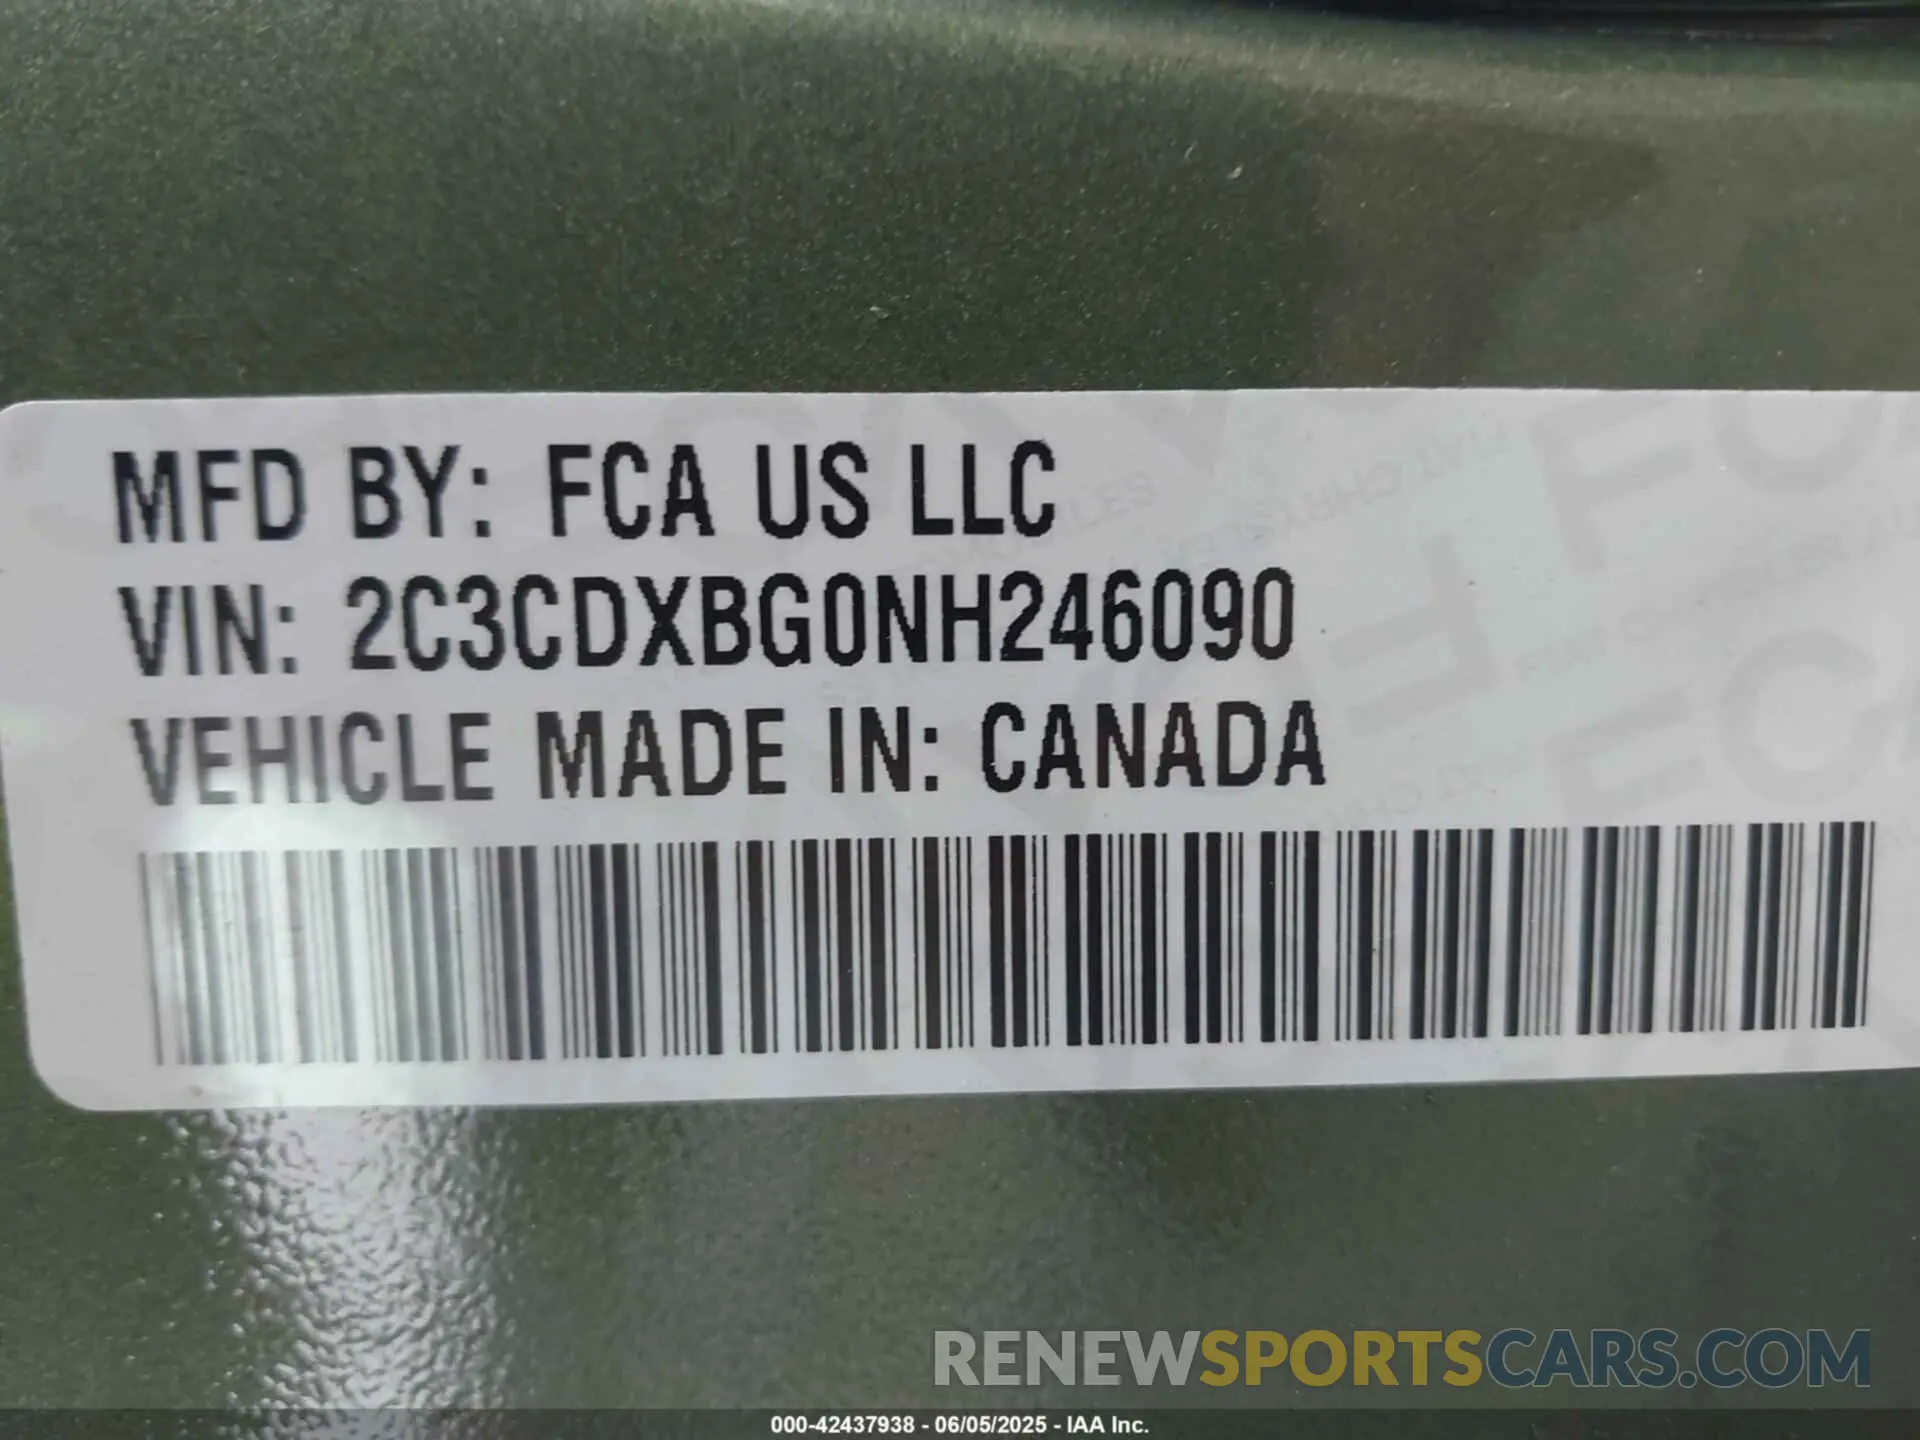 MFD BY: FCA US LLC
VIN: 2C3CDXBG0NH246090
VEHICLE MADE IN: CANADA
RENEWSPORTSCARS.COM
000-42437938 - 06/05/2025 - IAA Inc.